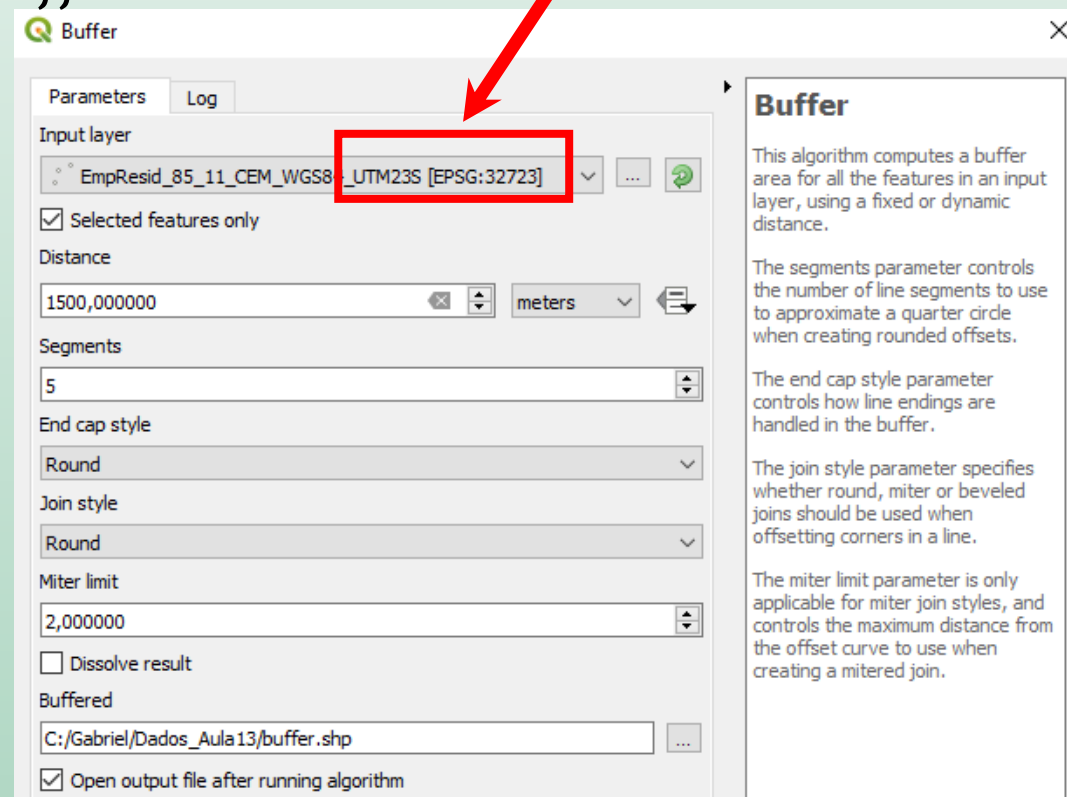 Buffer
Parameters
Log
Input layer
EmpResid_85_11_CEM_WGS84_UTM23S [EPSG:32723]
...
Selected features only
Distance
1500,000000
meters
Segments
5
End cap style
Round
Join style
Round
Miter limit
2,000000
Dissolve result
Buffered
C:/Gabriel/Dados_Aula13/buffer.shp
...
Open output file after running algorithm
Buffer
This algorithm computes a buffer
area for all the features in an input
layer, using a fixed or dynamic
distance.
The segments parameter controls
the number of line segments to use
to approximate a quarter circle
when creating rounded offsets.
The end cap style parameter
controls how line endings are
handled in the buffer.
The join style parameter specifies
whether round, miter or beveled
joins should be used when
offsetting corners in a line.
The miter limit parameter is only
applicable for miter join styles, and
controls the maximum distance from
the offset curve to use when
creating a mitered join.